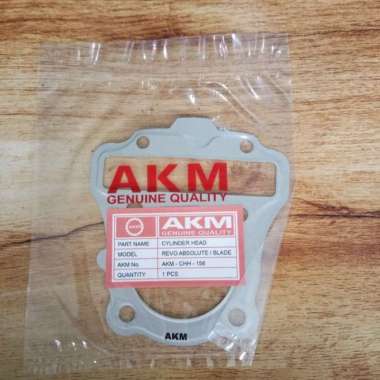 AKM
GENUINE QUALITY
AKM
GENUINE QUALITY
PART NAME CYLINDER HEAD
MODEL REVO ABSOLUTE / BLADE
AKM No. AKM - CHH - 156
QUANTITY 1 PCS
AKM